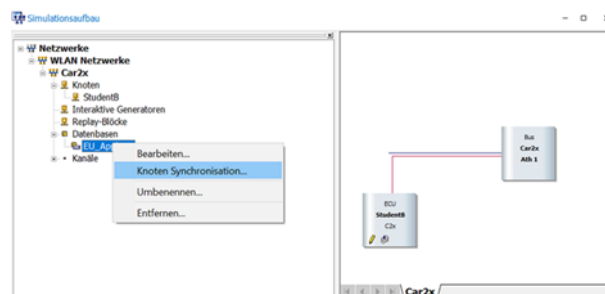 Simulationsaufbau
Netzwerke
WLAN Netzwerke
Car2x
Knoten
StudentB
Interaktive Generatoren
Replay-Blöcke
Datenbasen
Kanäle
Bearbeiten...
Knoten Synchronisation...
Umbenennen...
Entfernen...
Bus
Car2x
Ath 1
ECU
StudentB
C2x
Car2x